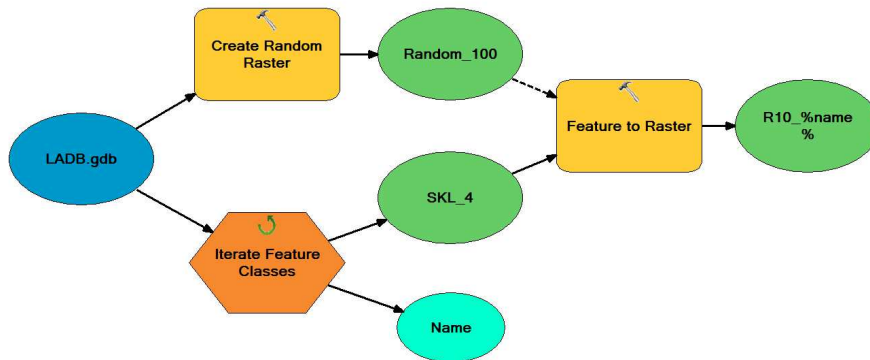 Create Random
Raster
Random_100
Feature to Raster
R10_%name
%
LADB.gdb
SKL_4
Iterate Feature
Classes
Name